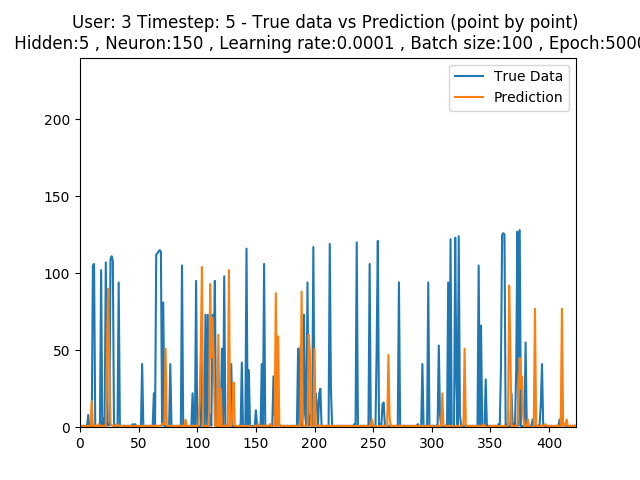 User: 3 Timestep: 5 - True data vs Prediction (point by point)
Hidden:5 , Neuron:150 , Learning rate:0.0001 , Batch size:100 , Epoch:5000
True Data
Prediction
200
150
100
50
0
0 50 100 150 200 250 300 350 400